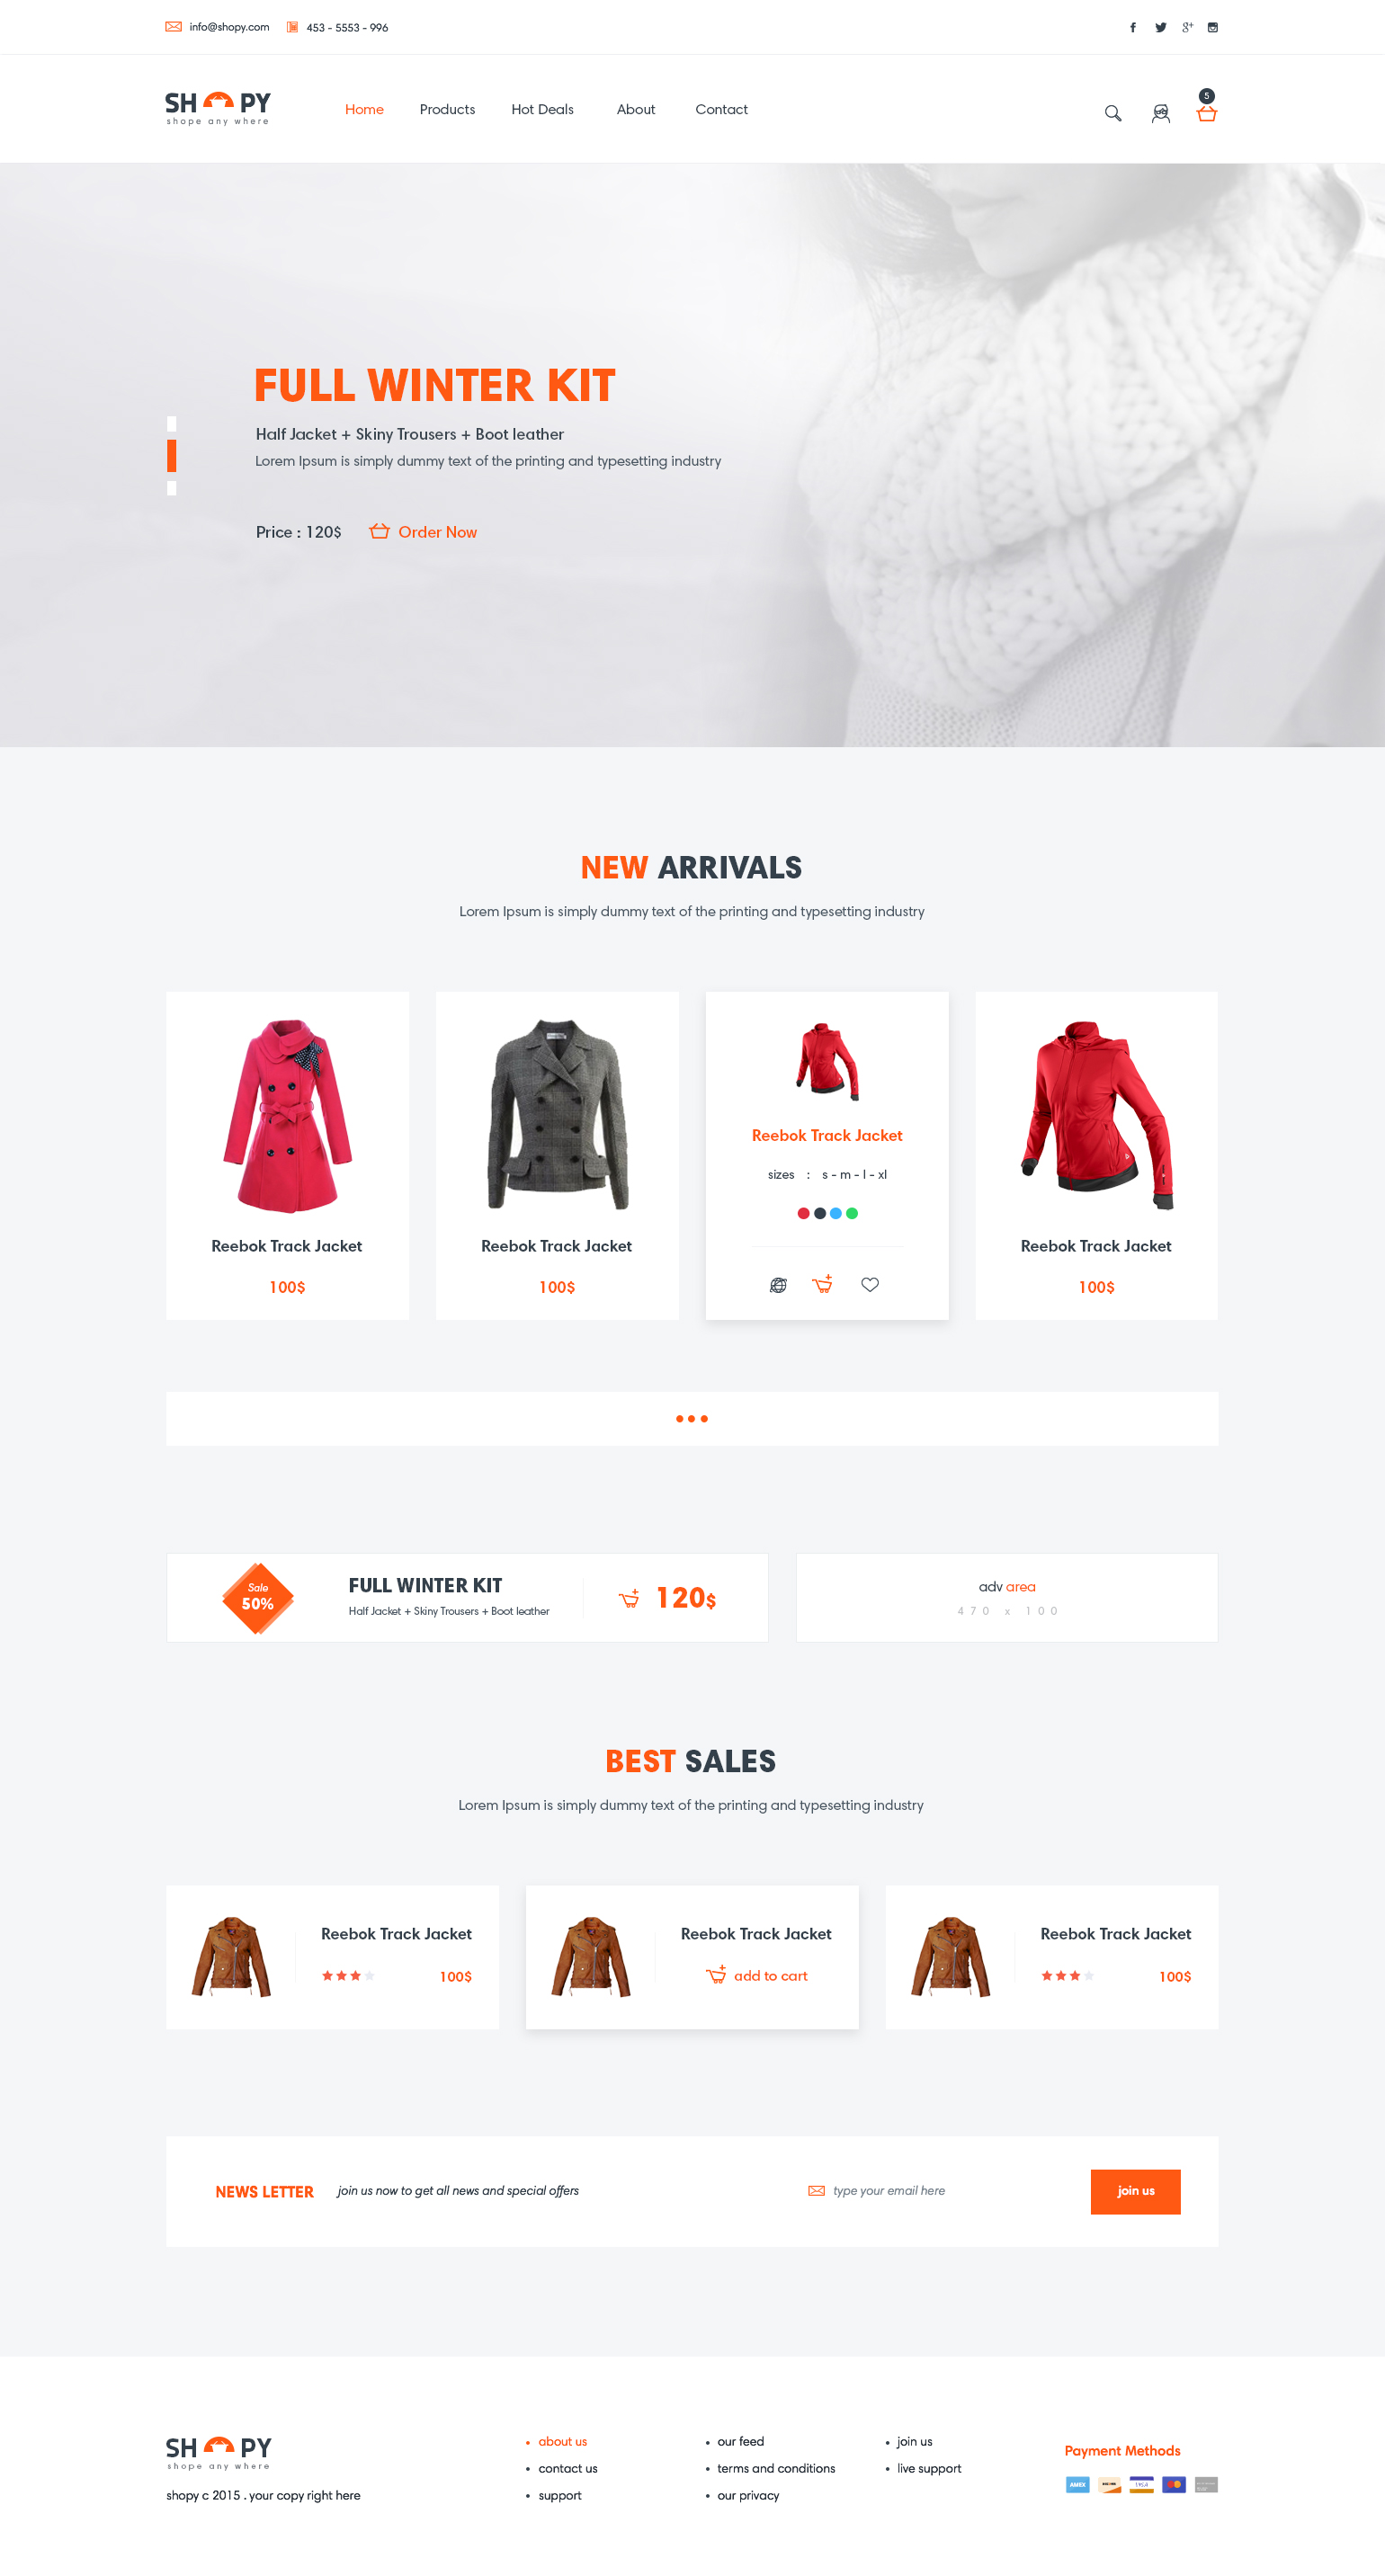 info@shopy.com 453 - 5553 - 996
SH PY
shope any where
Home Products Hot Deals About Contact
5
FULL WINTER KIT
Half Jacket + Skiny Trousers + Boot leather
Lorem Ipsum is simply dummy text of the printing and typesetting industry
Price : 120$ Order Now
NEW ARRIVALS
Lorem Ipsum is simply dummy text of the printing and typesetting industry
Reebok Track Jacket
100$
Reebok Track Jacket
100$
Reebok Track Jacket
sizes : s - m - l - xl
Reebok Track Jacket
100$
Sale
50%
FULL WINTER KIT
Half Jacket + Skiny Trousers + Boot leather
120$
adv area
470 x 100
BEST SALES
Lorem Ipsum is simply dummy text of the printing and typesetting industry
Reebok Track Jacket
100$
Reebok Track Jacket
add to cart
Reebok Track Jacket
100$
NEWS LETTER join us now to get all news and special offers type your email here join us
SH PY
shope any where
shopy c 2015 . your copy right here
about us
contact us
support
our feed
terms and conditions
our privacy
join us
live support
Payment Methods
AMEX
VISA